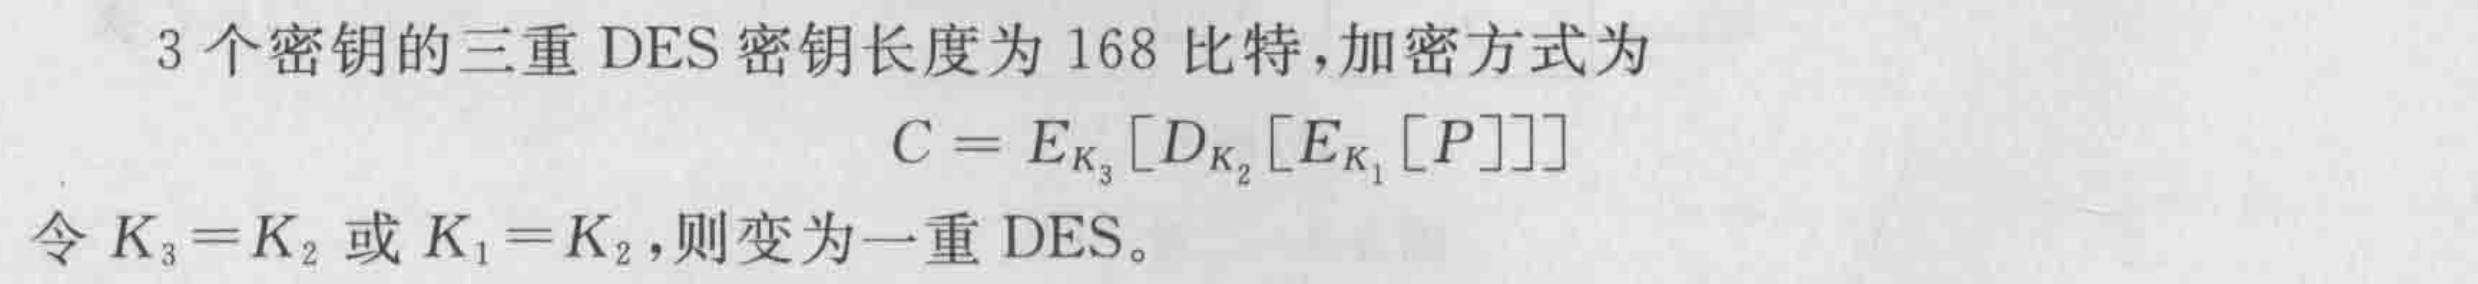 3 个密钥的三重 DES 密钥长度为 168 比特,加密方式为
C = E_{K_3}[D_{K_2}[E_{K_1}[P]]]
令 K_3=K_2 或 K_1=K_2,则变为一重 DES。